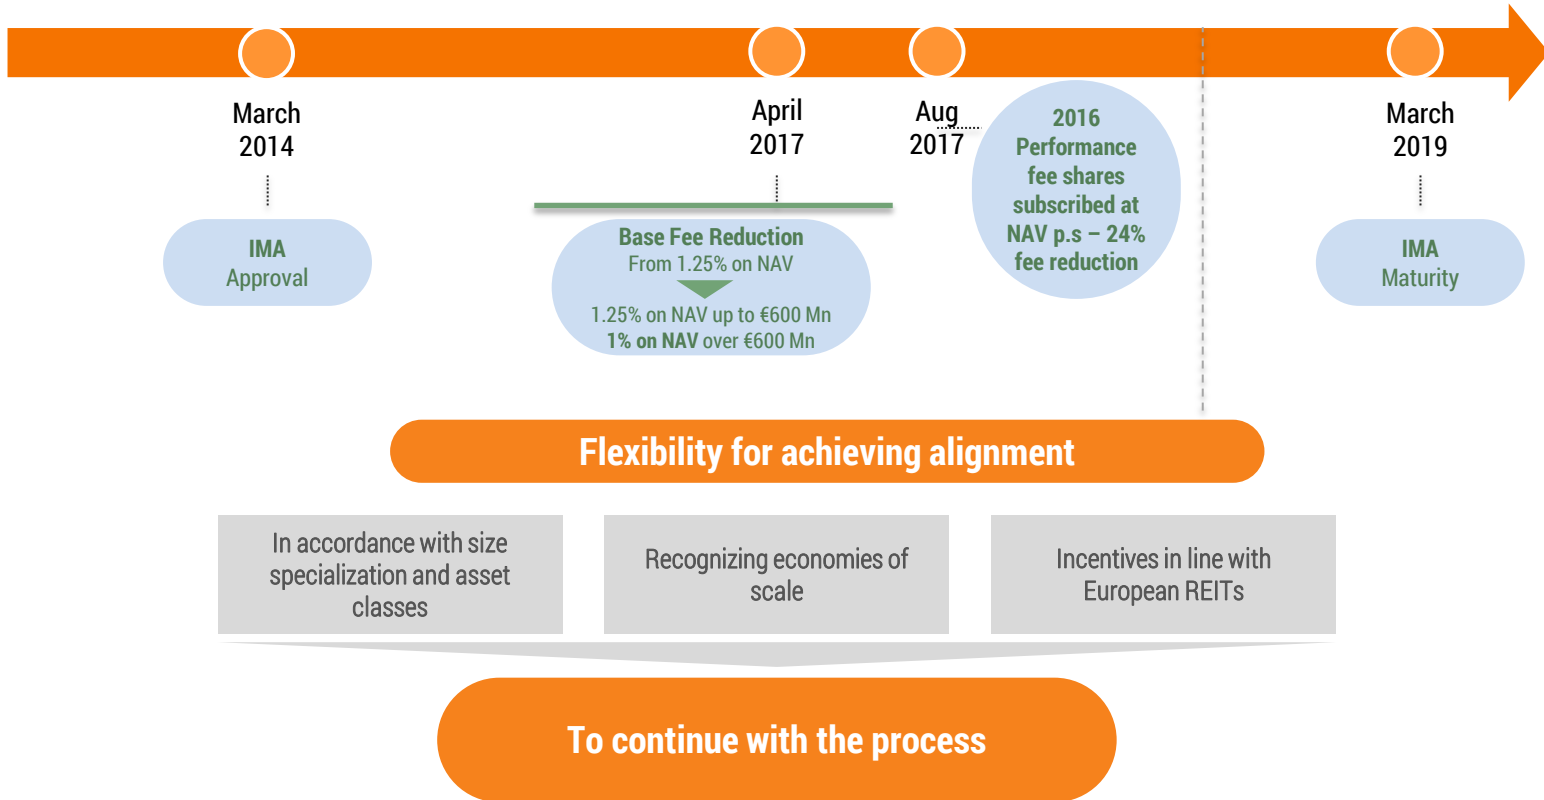 March
2014
April
2017
Aug
2017
March
2019
IMA
Approval
Base Fee Reduction
From 1.25% on NAV
1.25% on NAV up to €600 Mn
1% on NAV over €600 Mn
2016
Performance
fee shares
subscribed at
NAV p.s – 24%
fee reduction
IMA
Maturity
Flexibility for achieving alignment
In accordance with size
specialization and asset
classes
Recognizing economies of
scale
Incentives in line with
European REITs
To continue with the process